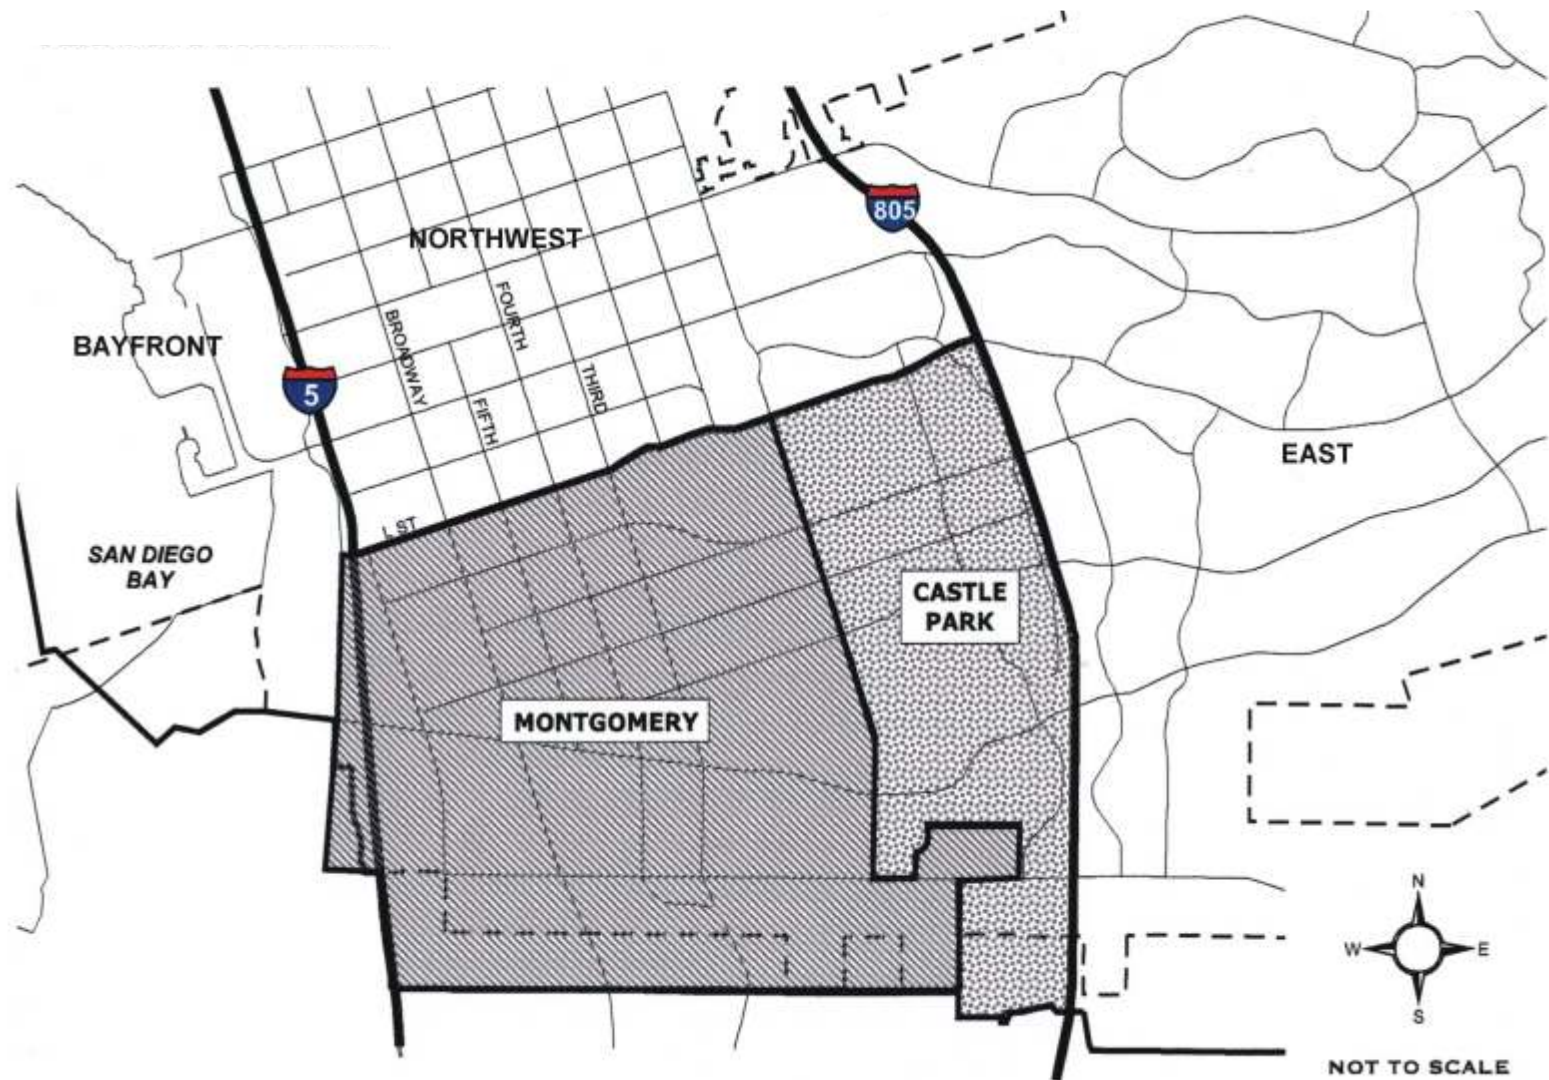 805
NORTHWEST
FOURTH
BROADWAY
BAYFRONT
THIRD
5
FIFTH
EAST
L ST
SAN DIEGO
BAY
CASTLE
PARK
MONTGOMERY
N
W
E
S
NOT TO SCALE